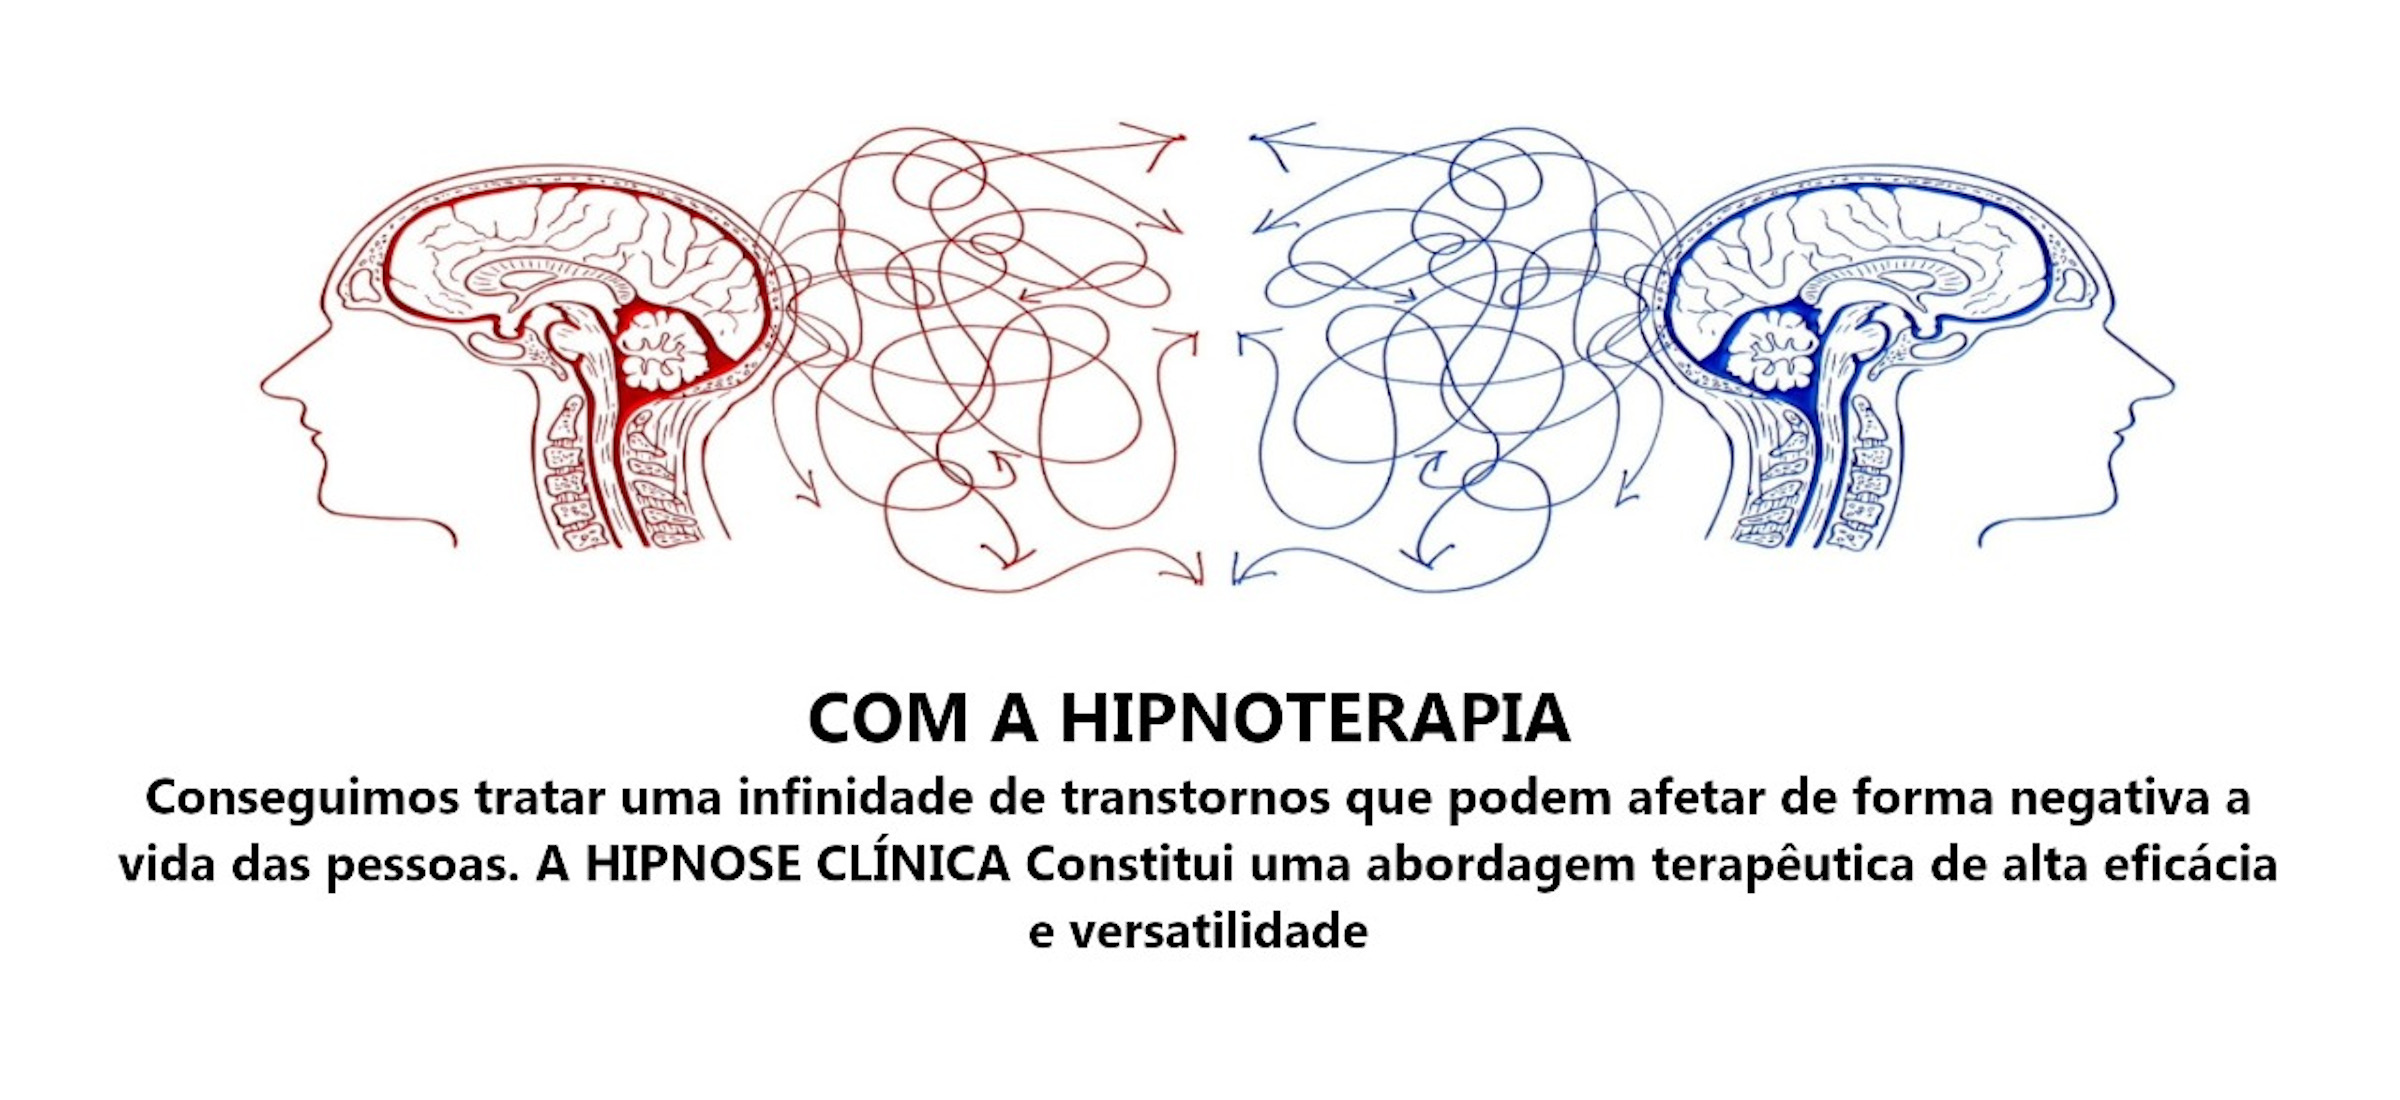 COM A HIPNOTERAPIA
Conseguimos tratar uma infinidade de transtornos que podem afetar de forma negativa a
vida das pessoas. A HIPNOSE CLÍNICA Constitui uma abordagem terapêutica de alta eficácia
e versatilidade